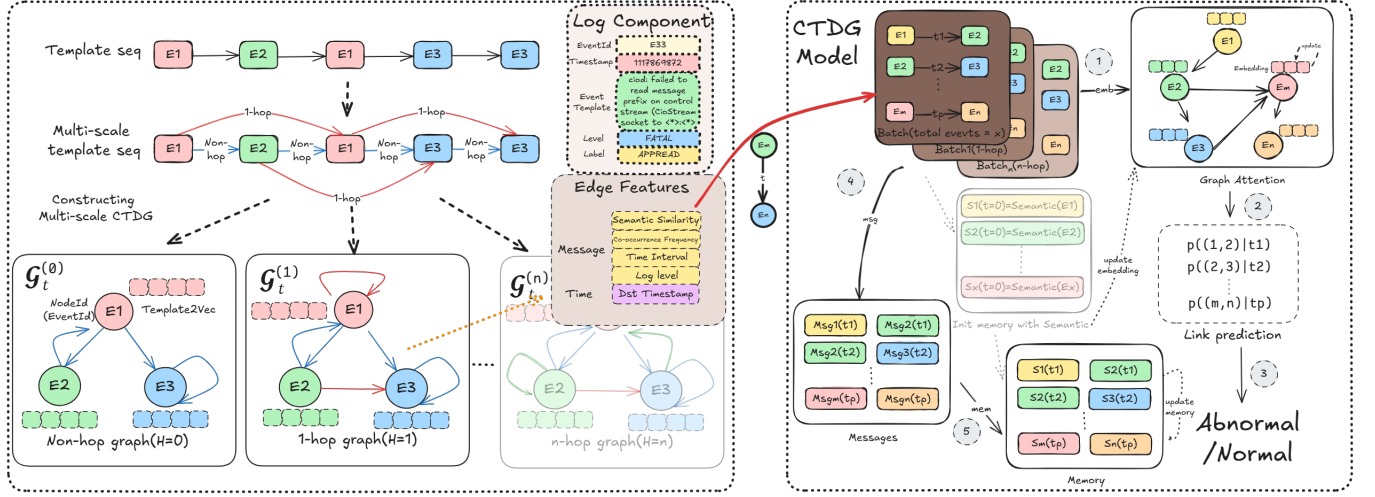 Template seq
E1
E2
E1
E3
E3
1-hop
1-hop
Multi-scale
template seq
E1
Non-
hop
E2
Non-
hop
E1
Non-
hop
E3
Non-
hop
E3
1-hop
Constructing
Multi-scale CTDG
𝒢t(0)
NodeId
(EventId)
E1
Template2Vec
E2
E3
Non-hop graph(H=0)
𝒢t(1)
E1
E2
E3
1-hop graph(H=1)
𝒢t(n)
E2
E3
n-hop graph(H=n)
Log Component
EventId
E33
Timestamp
1117869872
Event
Template
ciod: failed to
read message
prefix on control
stream (CioStream
socket to <*>:<*>
Level
FATAL
Label
APPREAD
Edge Features
Message
Semantic Similarity
Co-occurrence Frequency
Time Interval
Log level
Time
Dst Timestamp
Em
t
En
CTDG
Model
E1
t1
E2
E2
t2
E3
Em
tp
En
Batch(total events = x)
E3
En
Batch1(1-hop)
E2
E3
En
Batchn(n-hop)
1
emb
E1
E2
Embedding
update
Em
E3
En
Graph Attention
2
p((1,2)|t1)
p((2,3)|t2)
p((m,n)|tp)
Link prediction
3
Abnormal
/Normal
4
msg
S1(t=0)=Semantic(E1)
S2(t=0)=Semantic(E2)
Sx(t=0)=Semantic(Ex)
Init memory with Semantic
update
embedding
Msg1(t1)
Msg2(t1)
Msg2(t2)
Msg3(t2)
Msgm(tp)
Msgn(tp)
Messages
mem
5
S1(t1)
S2(t1)
S2(t2)
S3(t2)
Sm(tp)
Sn(tp)
update
memory
Memory